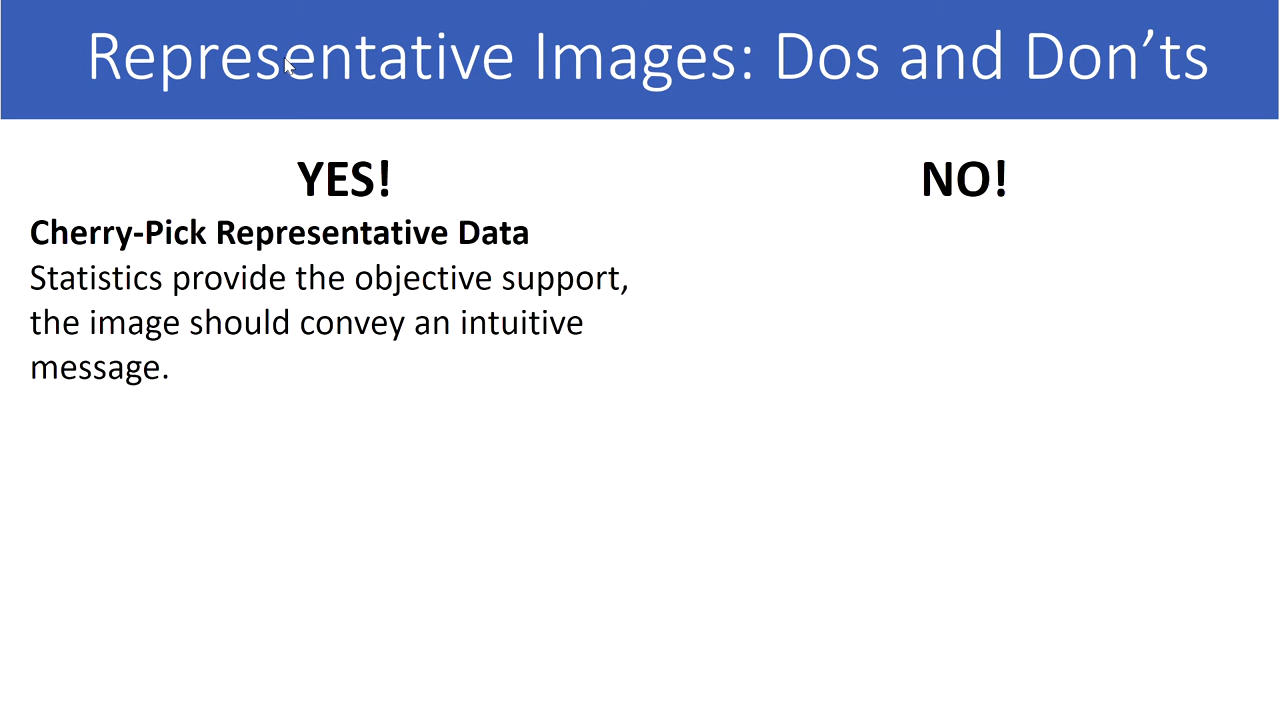 Representative Images: Dos and Don’ts
YES!
Cherry-Pick Representative Data
Statistics provide the objective support,
the image should convey an intuitive
message.
NO!